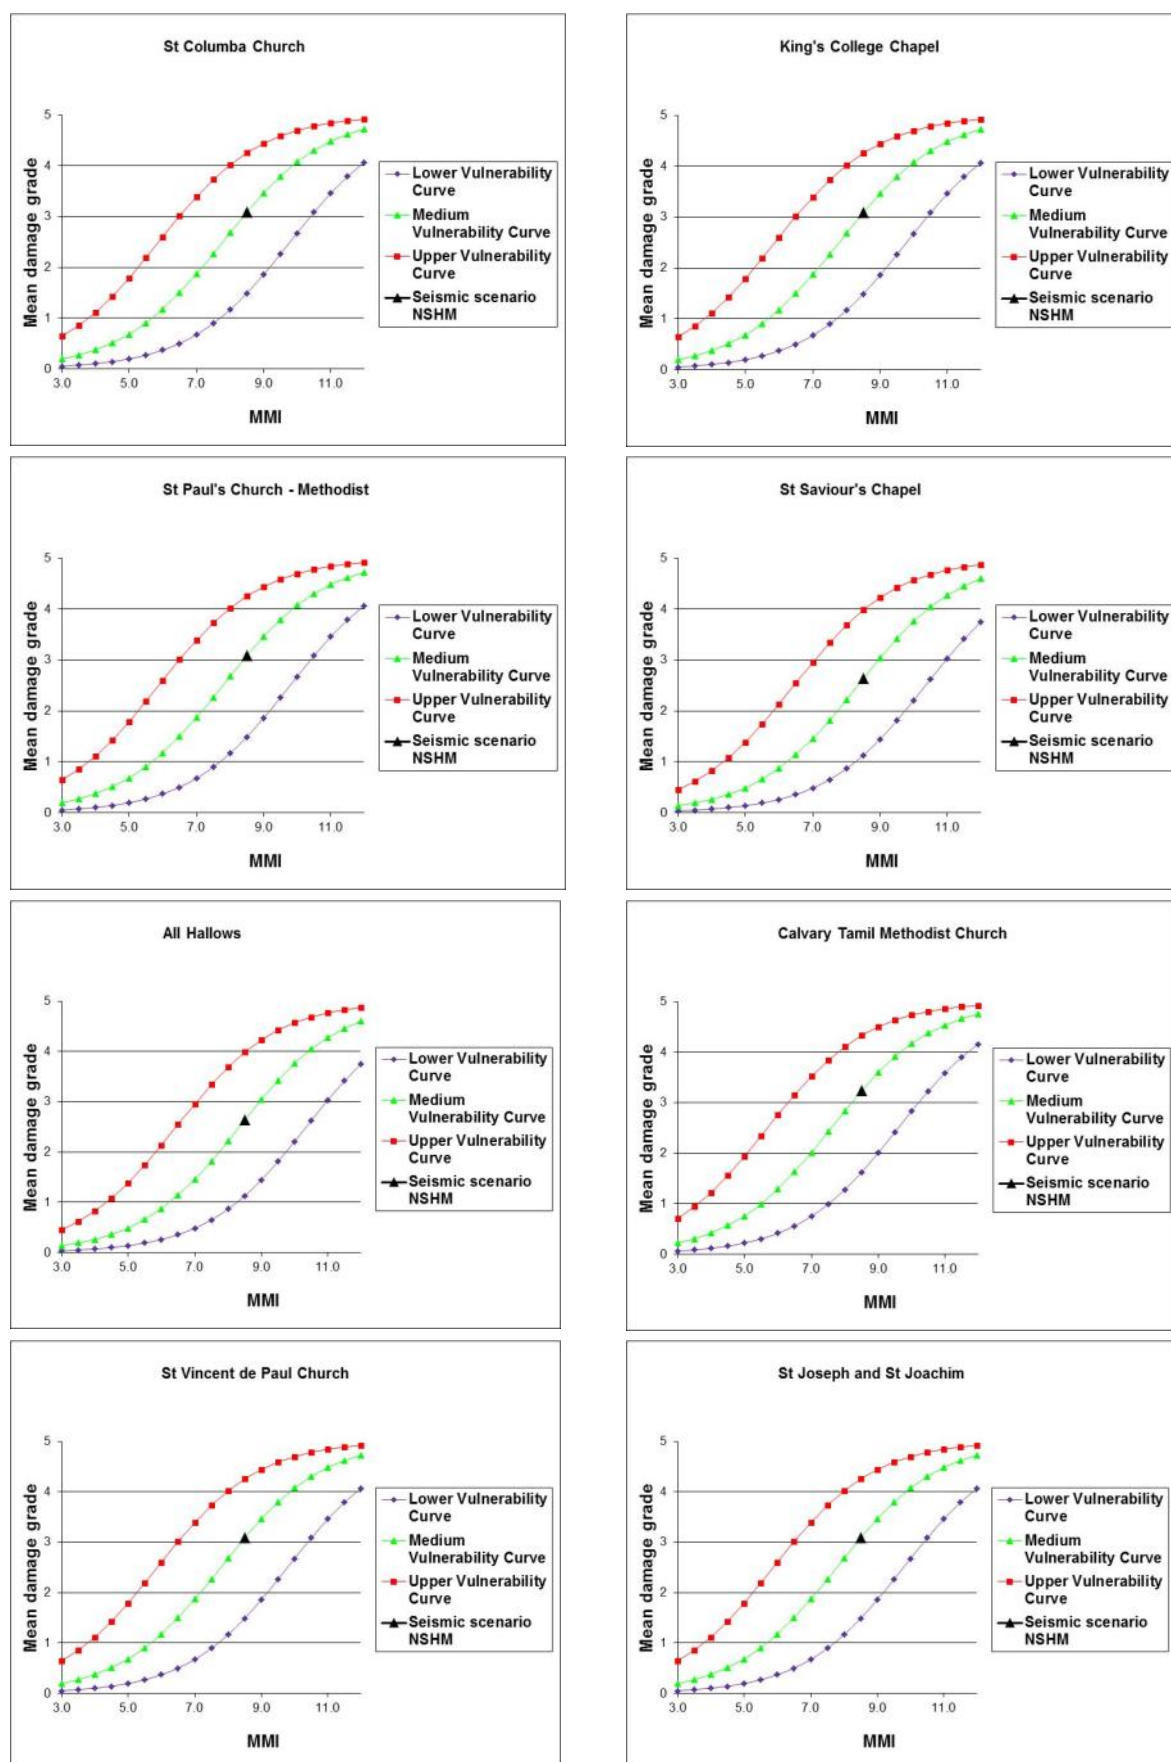 St Columba Church
Mean damage grade
5
4
3
2
1
0
3.0 5.0 7.0 9.0 11.0
MMI
Lower Vulnerability
Curve
Medium
Vulnerability Curve
Upper Vulnerability
Curve
Seismic scenario
NSHM
King's College Chapel
Mean damage grade
5
4
3
2
1
0
3.0 5.0 7.0 9.0 11.0
MMI
Lower Vulnerability
Curve
Medium
Vulnerability Curve
Upper Vulnerability
Curve
Seismic scenario
NSHM
St Paul's Church - Methodist
Mean damage grade
5
4
3
2
1
0
3.0 5.0 7.0 9.0 11.0
MMI
Lower Vulnerability
Curve
Medium
Vulnerability Curve
Upper Vulnerability
Curve
Seismic scenario
NSHM
St Saviour's Chapel
Mean damage grade
5
4
3
2
1
0
3.0 5.0 7.0 9.0 11.0
MMI
Lower Vulnerability
Curve
Medium
Vulnerability Curve
Upper Vulnerability
Curve
Seismic scenario
NSHM
All Hallows
Mean damage grade
5
4
3
2
1
0
3.0 5.0 7.0 9.0 11.0
MMI
Lower Vulnerability
Curve
Medium
Vulnerability Curve
Upper Vulnerability
Curve
Seismic scenario
NSHM
Calvary Tamil Methodist Church
Mean damage grade
5
4
3
2
1
0
3.0 5.0 7.0 9.0 11.0
MMI
Lower Vulnerability
Curve
Medium
Vulnerability Curve
Upper Vulnerability
Curve
Seismic scenario
NSHM
St Vincent de Paul Church
Mean damage grade
5
4
3
2
1
0
3.0 5.0 7.0 9.0 11.0
MMI
Lower Vulnerability
Curve
Medium
Vulnerability Curve
Upper Vulnerability
Curve
Seismic scenario
NSHM
St Joseph and St Joachim
Mean damage grade
5
4
3
2
1
0
3.0 5.0 7.0 9.0 11.0
MMI
Lower Vulnerability
Curve
Medium
Vulnerability Curve
Upper Vulnerability
Curve
Seismic scenario
NSHM